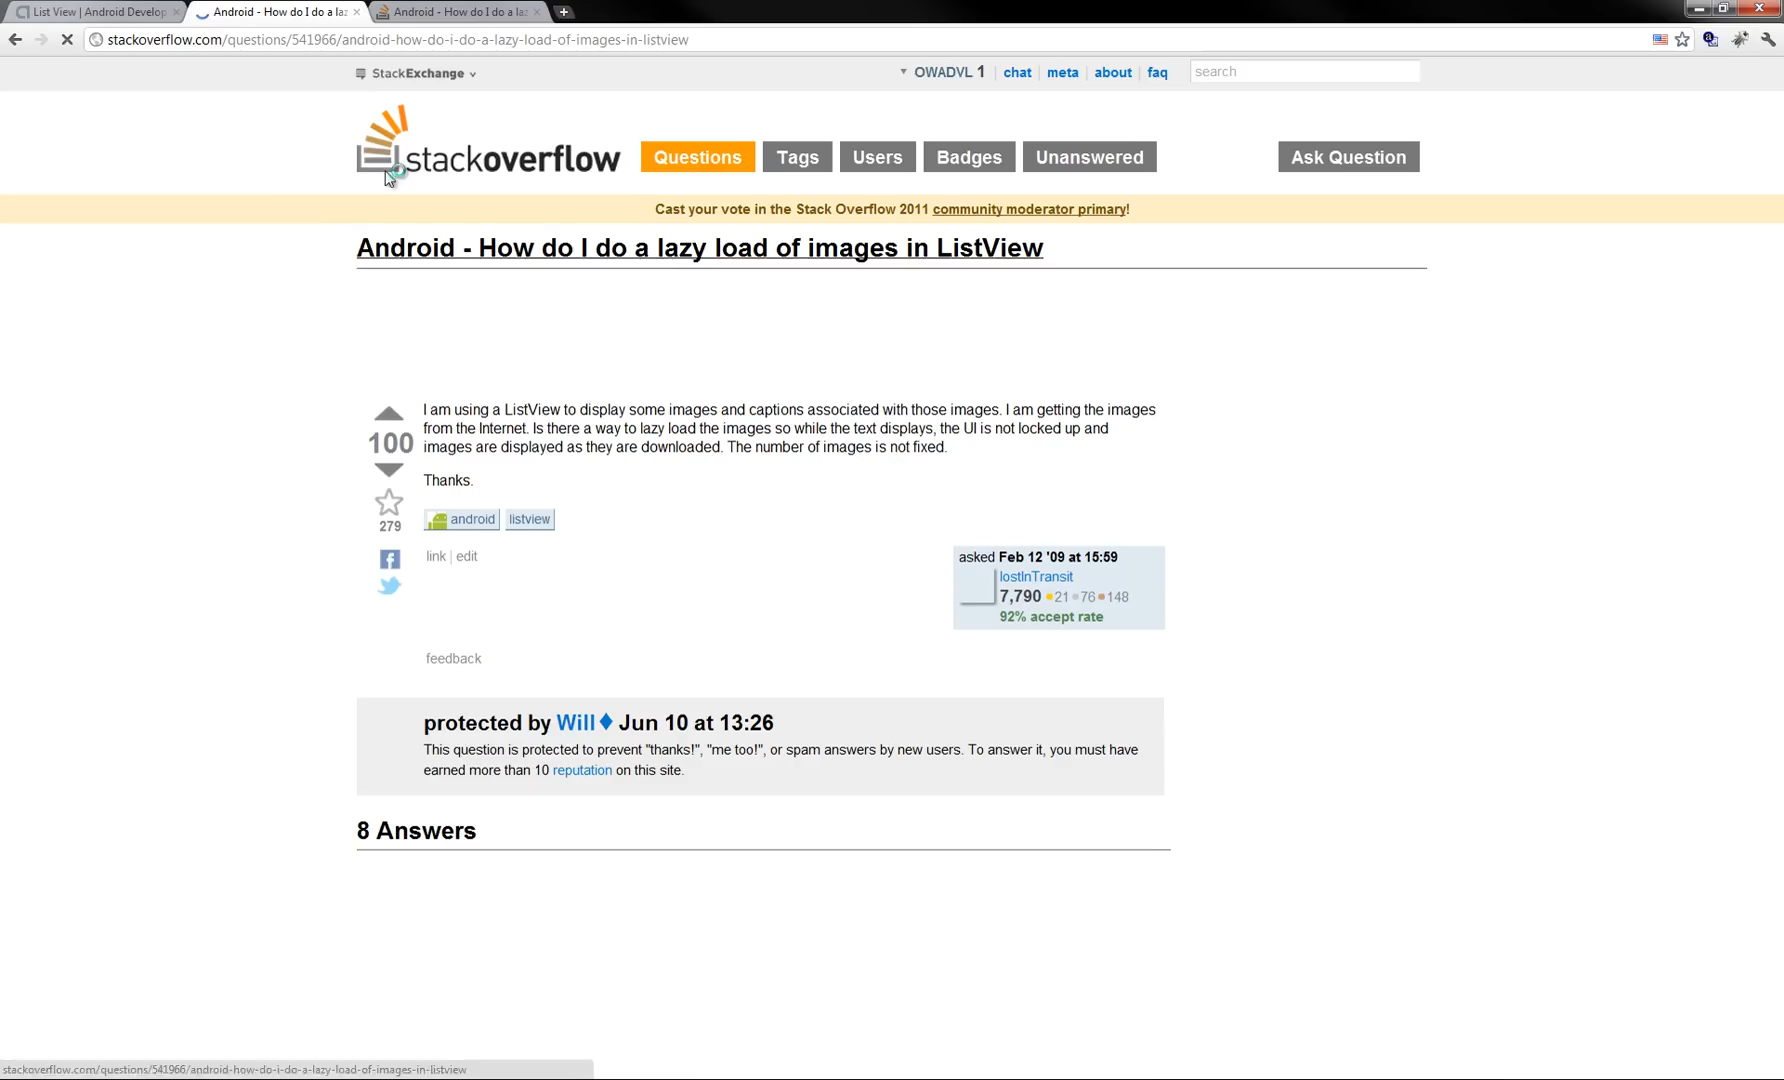 List View | Android Develop
Android - How do I do a laz
Android - How do I do a laz
stackoverflow.com/questions/541966/android-how-do-i-do-a-lazy-load-of-images-in-listview
StackExchange
OWADVL 1
chat
meta
about
faq
search
stackoverflow
Questions
Tags
Users
Badges
Unanswered
Ask Question
Cast your vote in the Stack Overflow 2011 community moderator primary!
Android - How do I do a lazy load of images in ListView
I am using a ListView to display some images and captions associated with those images. I am getting the images
from the Internet. Is there a way to lazy load the images so while the text displays, the UI is not locked up and
images are displayed as they are downloaded. The number of images is not fixed.
100
Thanks.
279
android
listview
link | edit
asked Feb 12 '09 at 15:59
lostInTransit
7,790 21 76 148
92% accept rate
feedback
protected by Will♦ Jun 10 at 13:26
This question is protected to prevent "thanks!", "me too!", or spam answers by new users. To answer it, you must have
earned more than 10 reputation on this site.
8 Answers
stackoverflow.com/questions/541966/android-how-do-i-do-a-lazy-load-of-images-in-listview